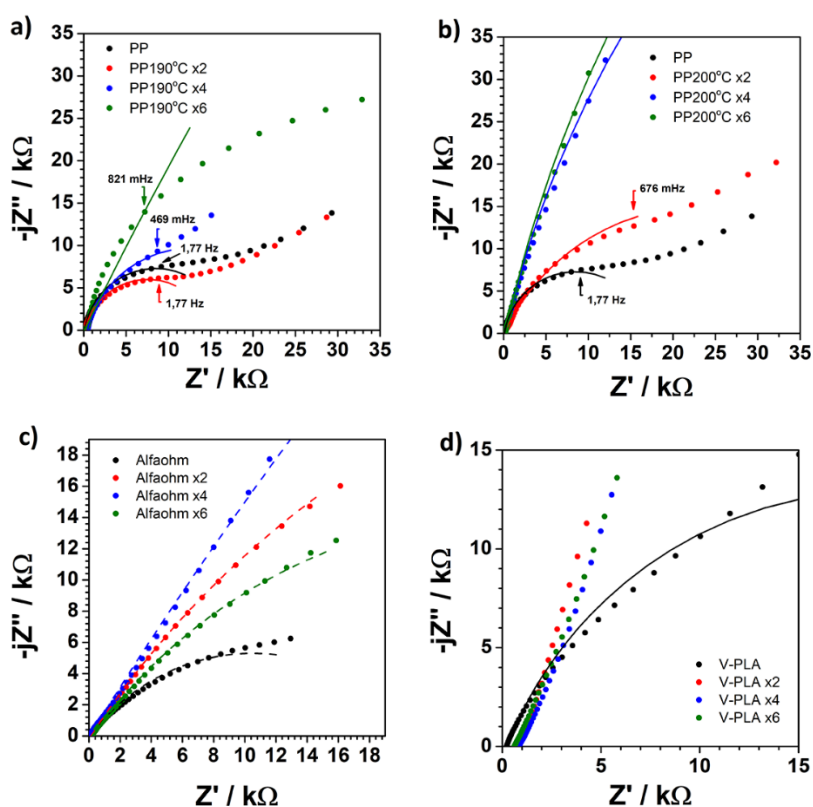 a)
35
30
25
20
15
10
5
0
-jZ" / kΩ
PP
PP190°C x2
PP190°C x4
PP190°C x6
821 mHz
469 mHz
1,77 Hz
1,77 Hz
0 5 10 15 20 25 30 35
Z' / kΩ
b)
35
30
25
20
15
10
5
0
-jZ" / kΩ
PP
PP200°C x2
PP200°C x4
PP200°C x6
676 mHz
1,77 Hz
0 5 10 15 20 25 30 35
Z' / kΩ
c)
18
16
14
12
10
8
6
4
2
0
-jZ" / kΩ
Alfaohm
Alfaohm x2
Alfaohm x4
Alfaohm x6
0 2 4 6 8 10 12 14 16 18
Z' / kΩ
d)
15
10
5
0
-jZ" / kΩ
V-PLA
V-PLA x2
V-PLA x4
V-PLA x6
0 5 10 15
Z' / kΩ